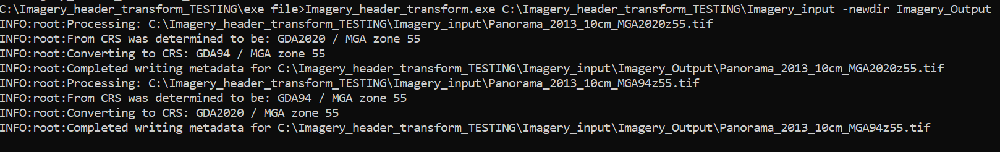 C:\Imagery_header_transform_TESTING\exe file>Imagery_header_transform.exe C:\Imagery_header_transform_TESTING\Imagery_input -newdir Imagery_Output
INFO:root:Processing: C:\Imagery_header_transform_TESTING\Imagery_input\Panorama_2013_10cm_MGA2020z55.tif
INFO:root:From CRS was determined to be: GDA2020 / MGA zone 55
INFO:root:Converting to CRS: GDA94 / MGA zone 55
INFO:root:Completed writing metadata for C:\Imagery_header_transform_TESTING\Imagery_input\Imagery_Output\Panorama_2013_10cm_MGA2020z55.tif
INFO:root:Processing: C:\Imagery_header_transform_TESTING\Imagery_input\Panorama_2013_10cm_MGA94z55.tif
INFO:root:From CRS was determined to be: GDA94 / MGA zone 55
INFO:root:Converting to CRS: GDA2020 / MGA zone 55
INFO:root:Completed writing metadata for C:\Imagery_header_transform_TESTING\Imagery_input\Imagery_Output\Panorama_2013_10cm_MGA94z55.tif